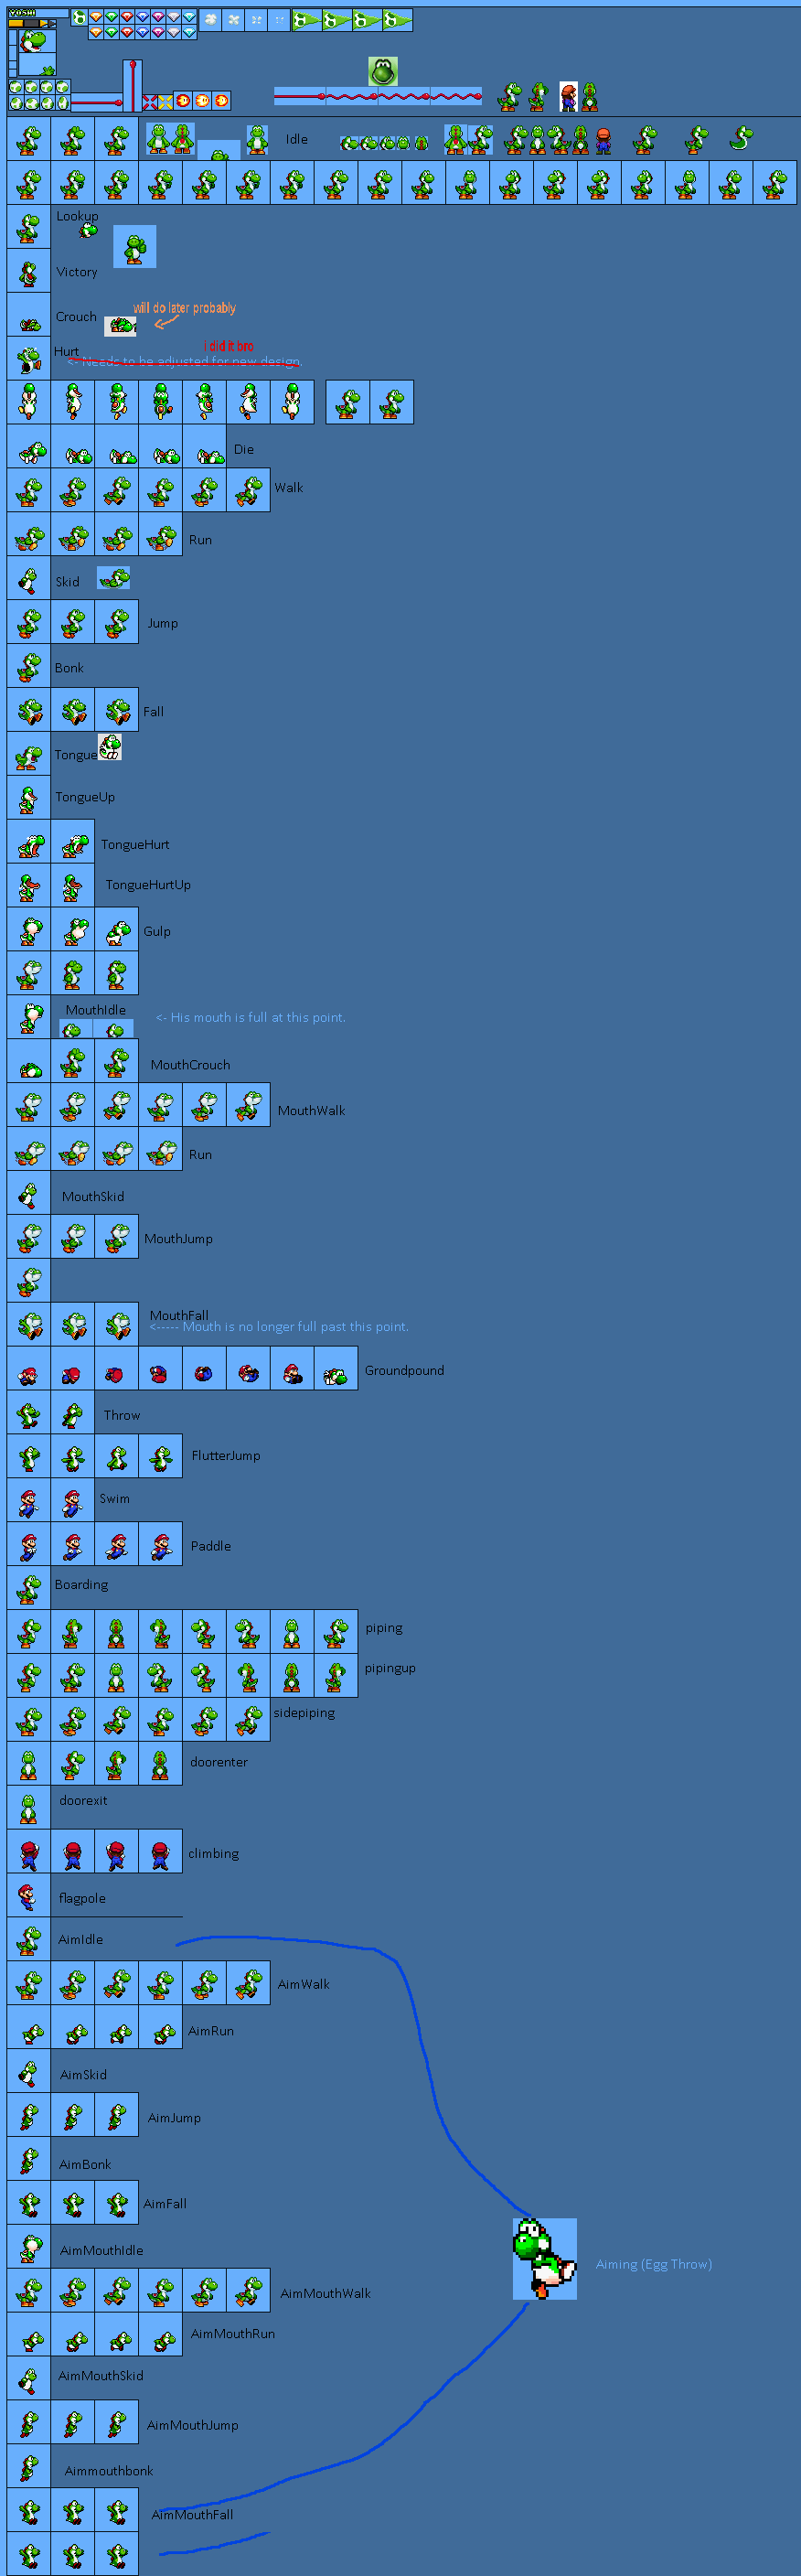 YOSHI
Idle
Lookup
Victory
will do later probably
Crouch
i did it bro
Hurt
<- Needs to be adjusted for new design.
Die
Walk
Run
Skid
Jump
Bonk
Fall
Tongue
TongueUp
TongueHurt
TongueHurtUp
Gulp
MouthIdle
<- His mouth is full at this point.
MouthCrouch
MouthWalk
Run
MouthSkid
MouthJump
MouthFall
<----- Mouth is no longer full past this point.
Groundpound
Throw
FlutterJump
Swim
Paddle
Boarding
piping
pipingup
sidepiping
doorenter
doorexit
climbing
flagpole
AimIdle
AimWalk
AimRun
AimSkid
AimJump
AimBonk
AimFall
AimMouthIdle
Aiming (Egg Throw)
AimMouthWalk
AimMouthRun
AimMouthSkid
AimMouthJump
Aimmouthbonk
AimMouthFall